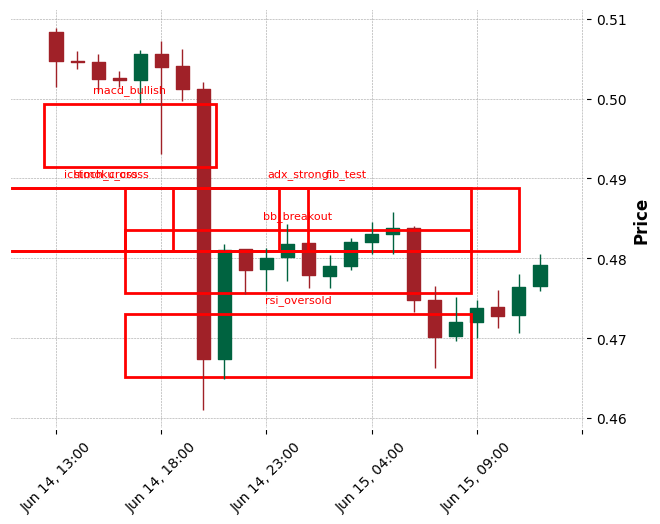 0.51
macd_bullish
0.50
0.49
adx_strong
fib_test
Price
bb_breakout
0.48
rsi_oversold
0.47
0.46
Jun 14, 13:00
Jun 14, 18:00
Jun 14, 23:00
Jun 15, 04:00
Jun 15, 09:00